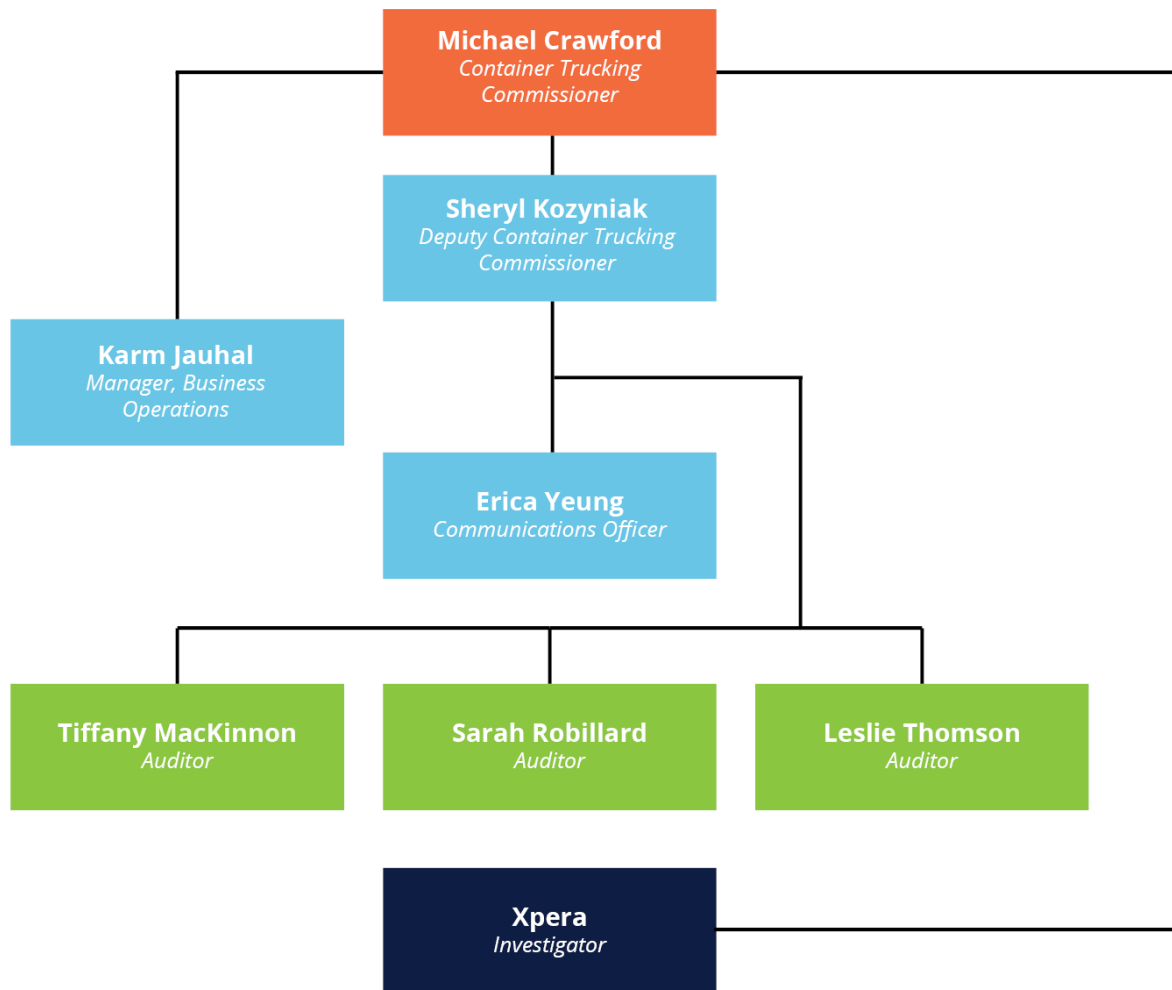 Michael Crawford
Container Trucking
Commissioner
Sheryl Kozyniak
Deputy Container Trucking
Commissioner
Karm Jauhal
Manager, Business
Operations
Erica Yeung
Communications Officer
Tiffany MacKinnon
Auditor
Sarah Robillard
Auditor
Leslie Thomson
Auditor
Xpera
Investigator